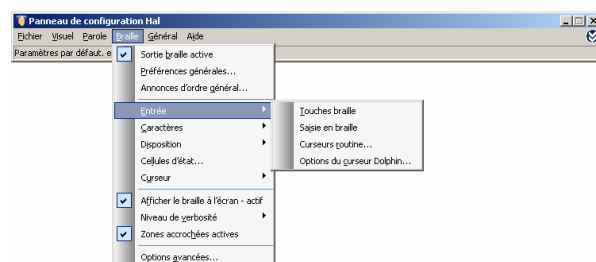 Panneau de configuration Hal
Fichier Visuel Parole Braille Général Aide
Paramètres par défaut. e
Sortie braille active
Préférences générales...
Annonces d'ordre général...
Entrée
Touches braille
Caractères
Saisie en braille
Disposition
Curseurs routine...
Cellules d'état...
Options du curseur Dolphin...
Curseur
Afficher le braille à l'écran - actif
Niveau de verbosité
Zones accrochées actives
Options avancées...